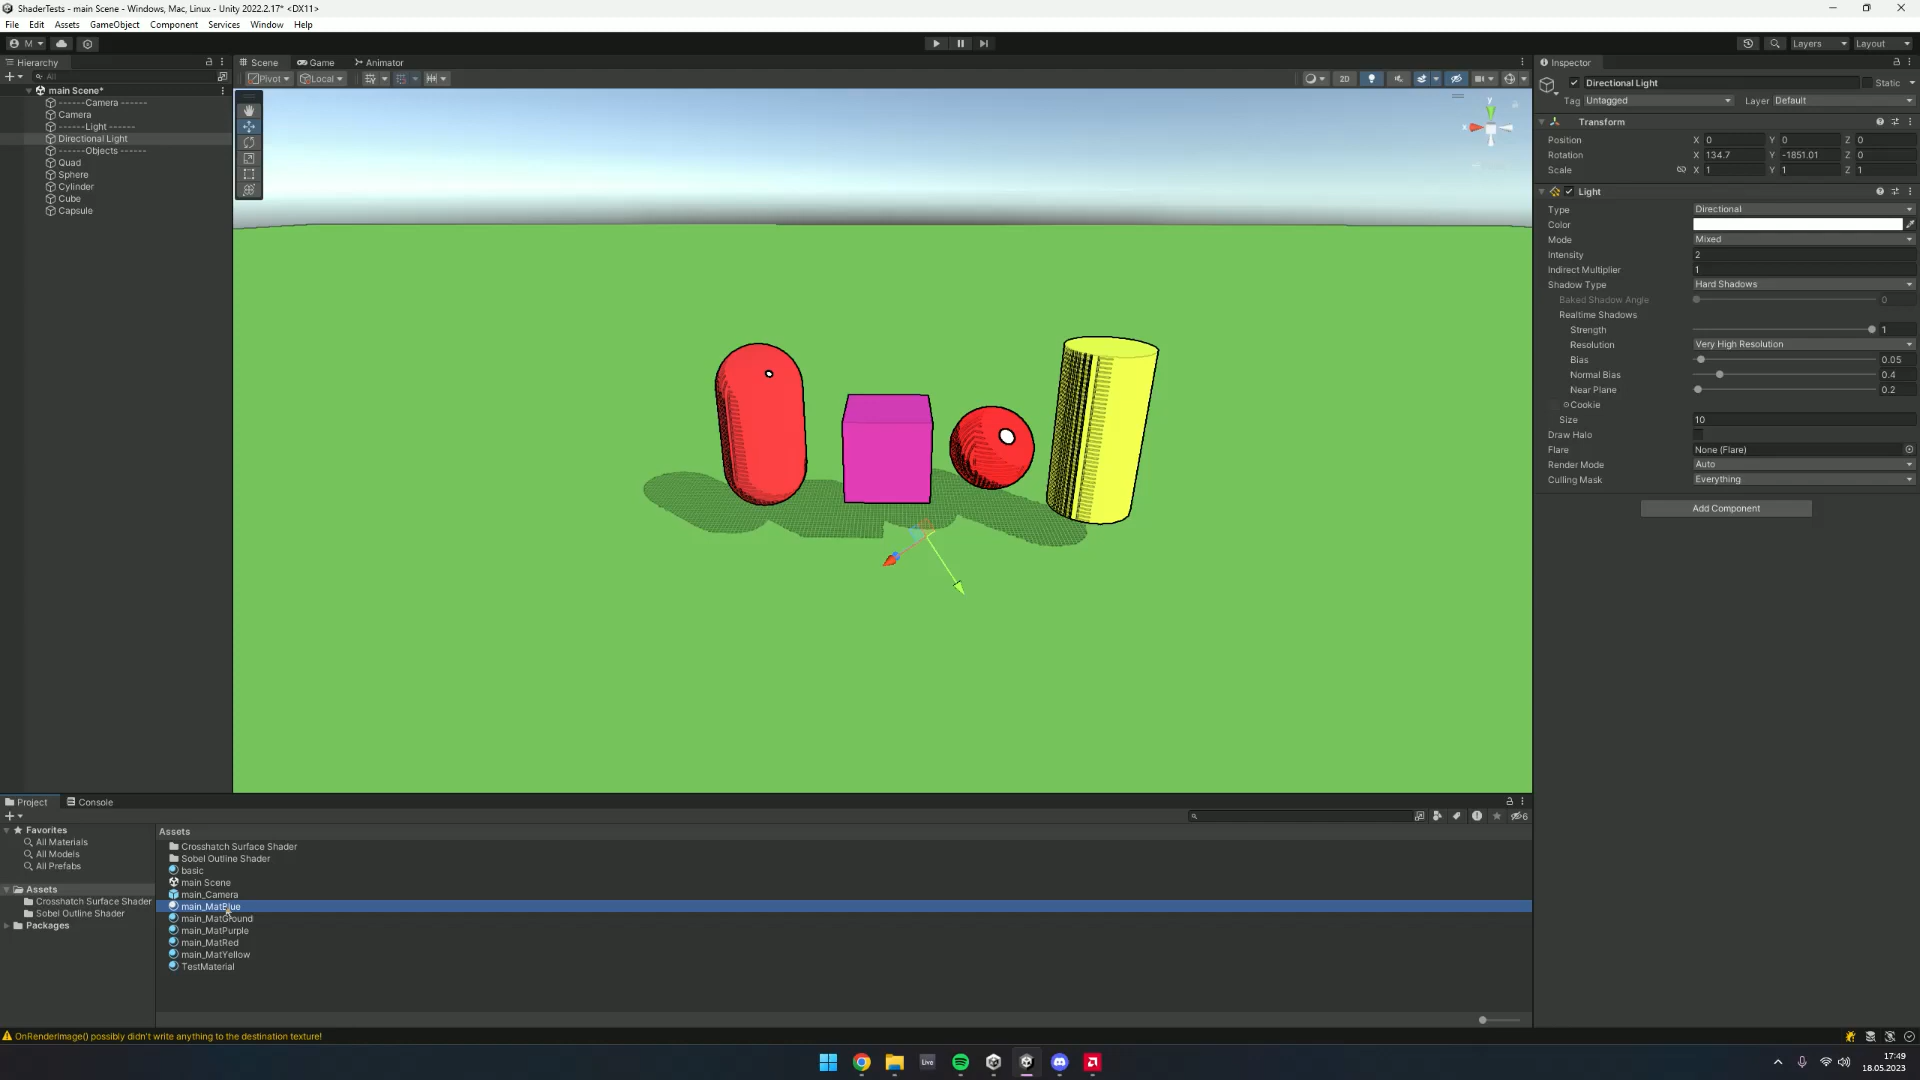 ShaderTests - main Scene - Windows, Mac, Linux - Unity 2022.2.17* <DX11>
File Edit Assets GameObject Component Services Window Help
M
Layers Layout
Hierarchy
Scene Game Animator
Inspector
All
Pivot Local
2D
Directional Light Static
Tag Untagged Layer Default
main Scene*
------Camera ------
Camera
------Light ------
Directional Light
------Objects ------
Quad
Sphere
Cylinder
Cube
Capsule
y
x
Transform
Position X 0 Y 0 Z 0
Rotation X 134.7 Y -1851.01 Z 0
Scale X 1 Y 1 Z 1
Light
Type Directional
Color
Mode Mixed
Intensity 2
Indirect Multiplier 1
Shadow Type Hard Shadows
Baked Shadow Angle 0
Realtime Shadows
Strength 1
Resolution Very High Resolution
Bias 0.05
Normal Bias 0.4
Near Plane 0.2
Cookie
Size 10
Draw Halo
Flare None (Flare)
Render Mode Auto
Culling Mask Everything
Add Component
Project Console
6
Favorites
All Materials
All Models
All Prefabs
Assets
Crosshatch Surface Shader
Sobel Outline Shader
Packages
Assets
Crosshatch Surface Shader
Sobel Outline Shader
basic
main Scene
main_Camera
main_MatBlue
main_MatGround
main_MatPurple
main_MatRed
main_MatYellow
TestMaterial
OnRenderImage() possibly didn't write anything to the destination texture!
Live
17:49
18.05.2023